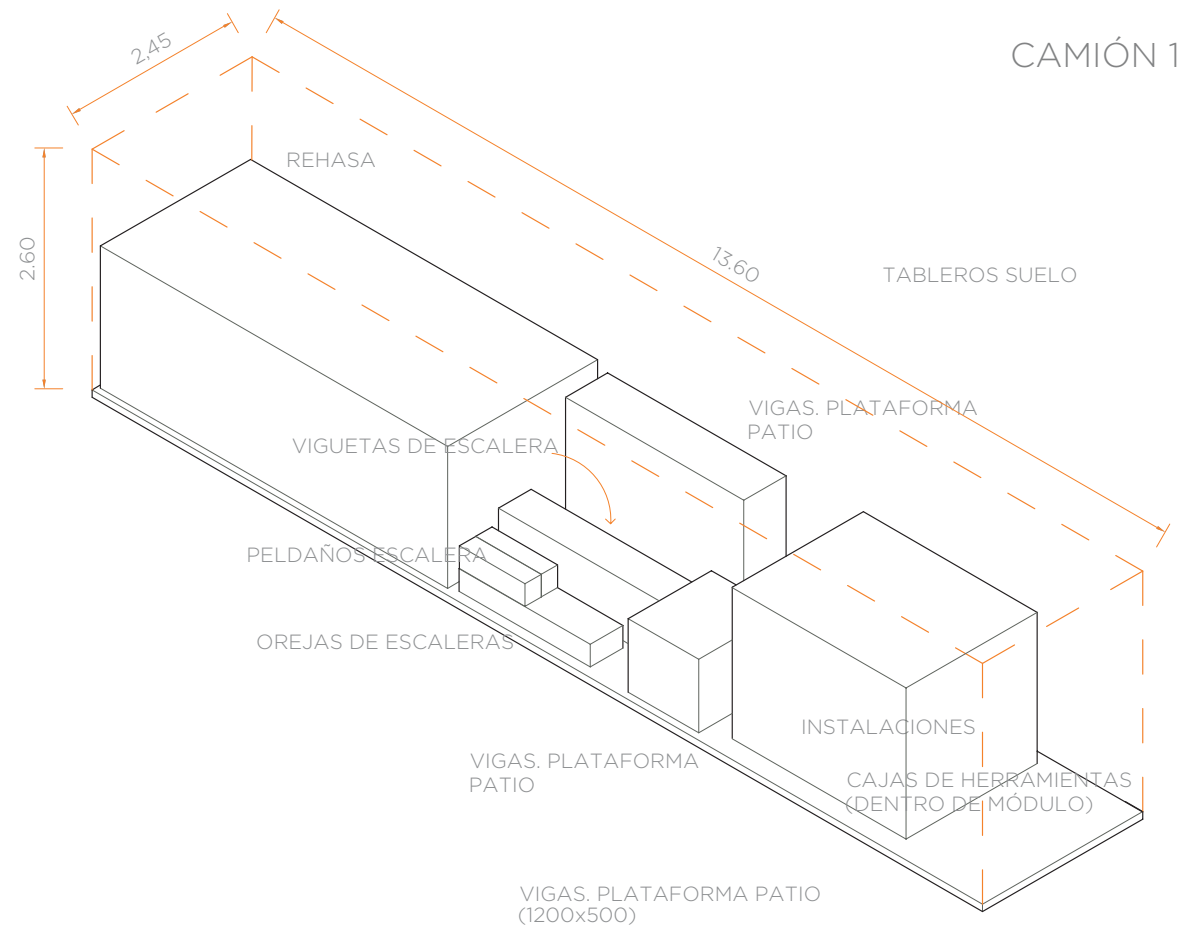 CAMIÓN 1
2,45
REHASA
2.60
13.60
TABLEROS SUELO
VIGAS. PLATAFORMA
PATIO
VIGUETAS DE ESCALERA
PELDAÑOS ESCALERA
OREJAS DE ESCALERAS
INSTALACIONES
VIGAS. PLATAFORMA
PATIO
CAJAS DE HERRAMIENTAS
(DENTRO DE MÓDULO)
VIGAS. PLATAFORMA PATIO
(1200x500)